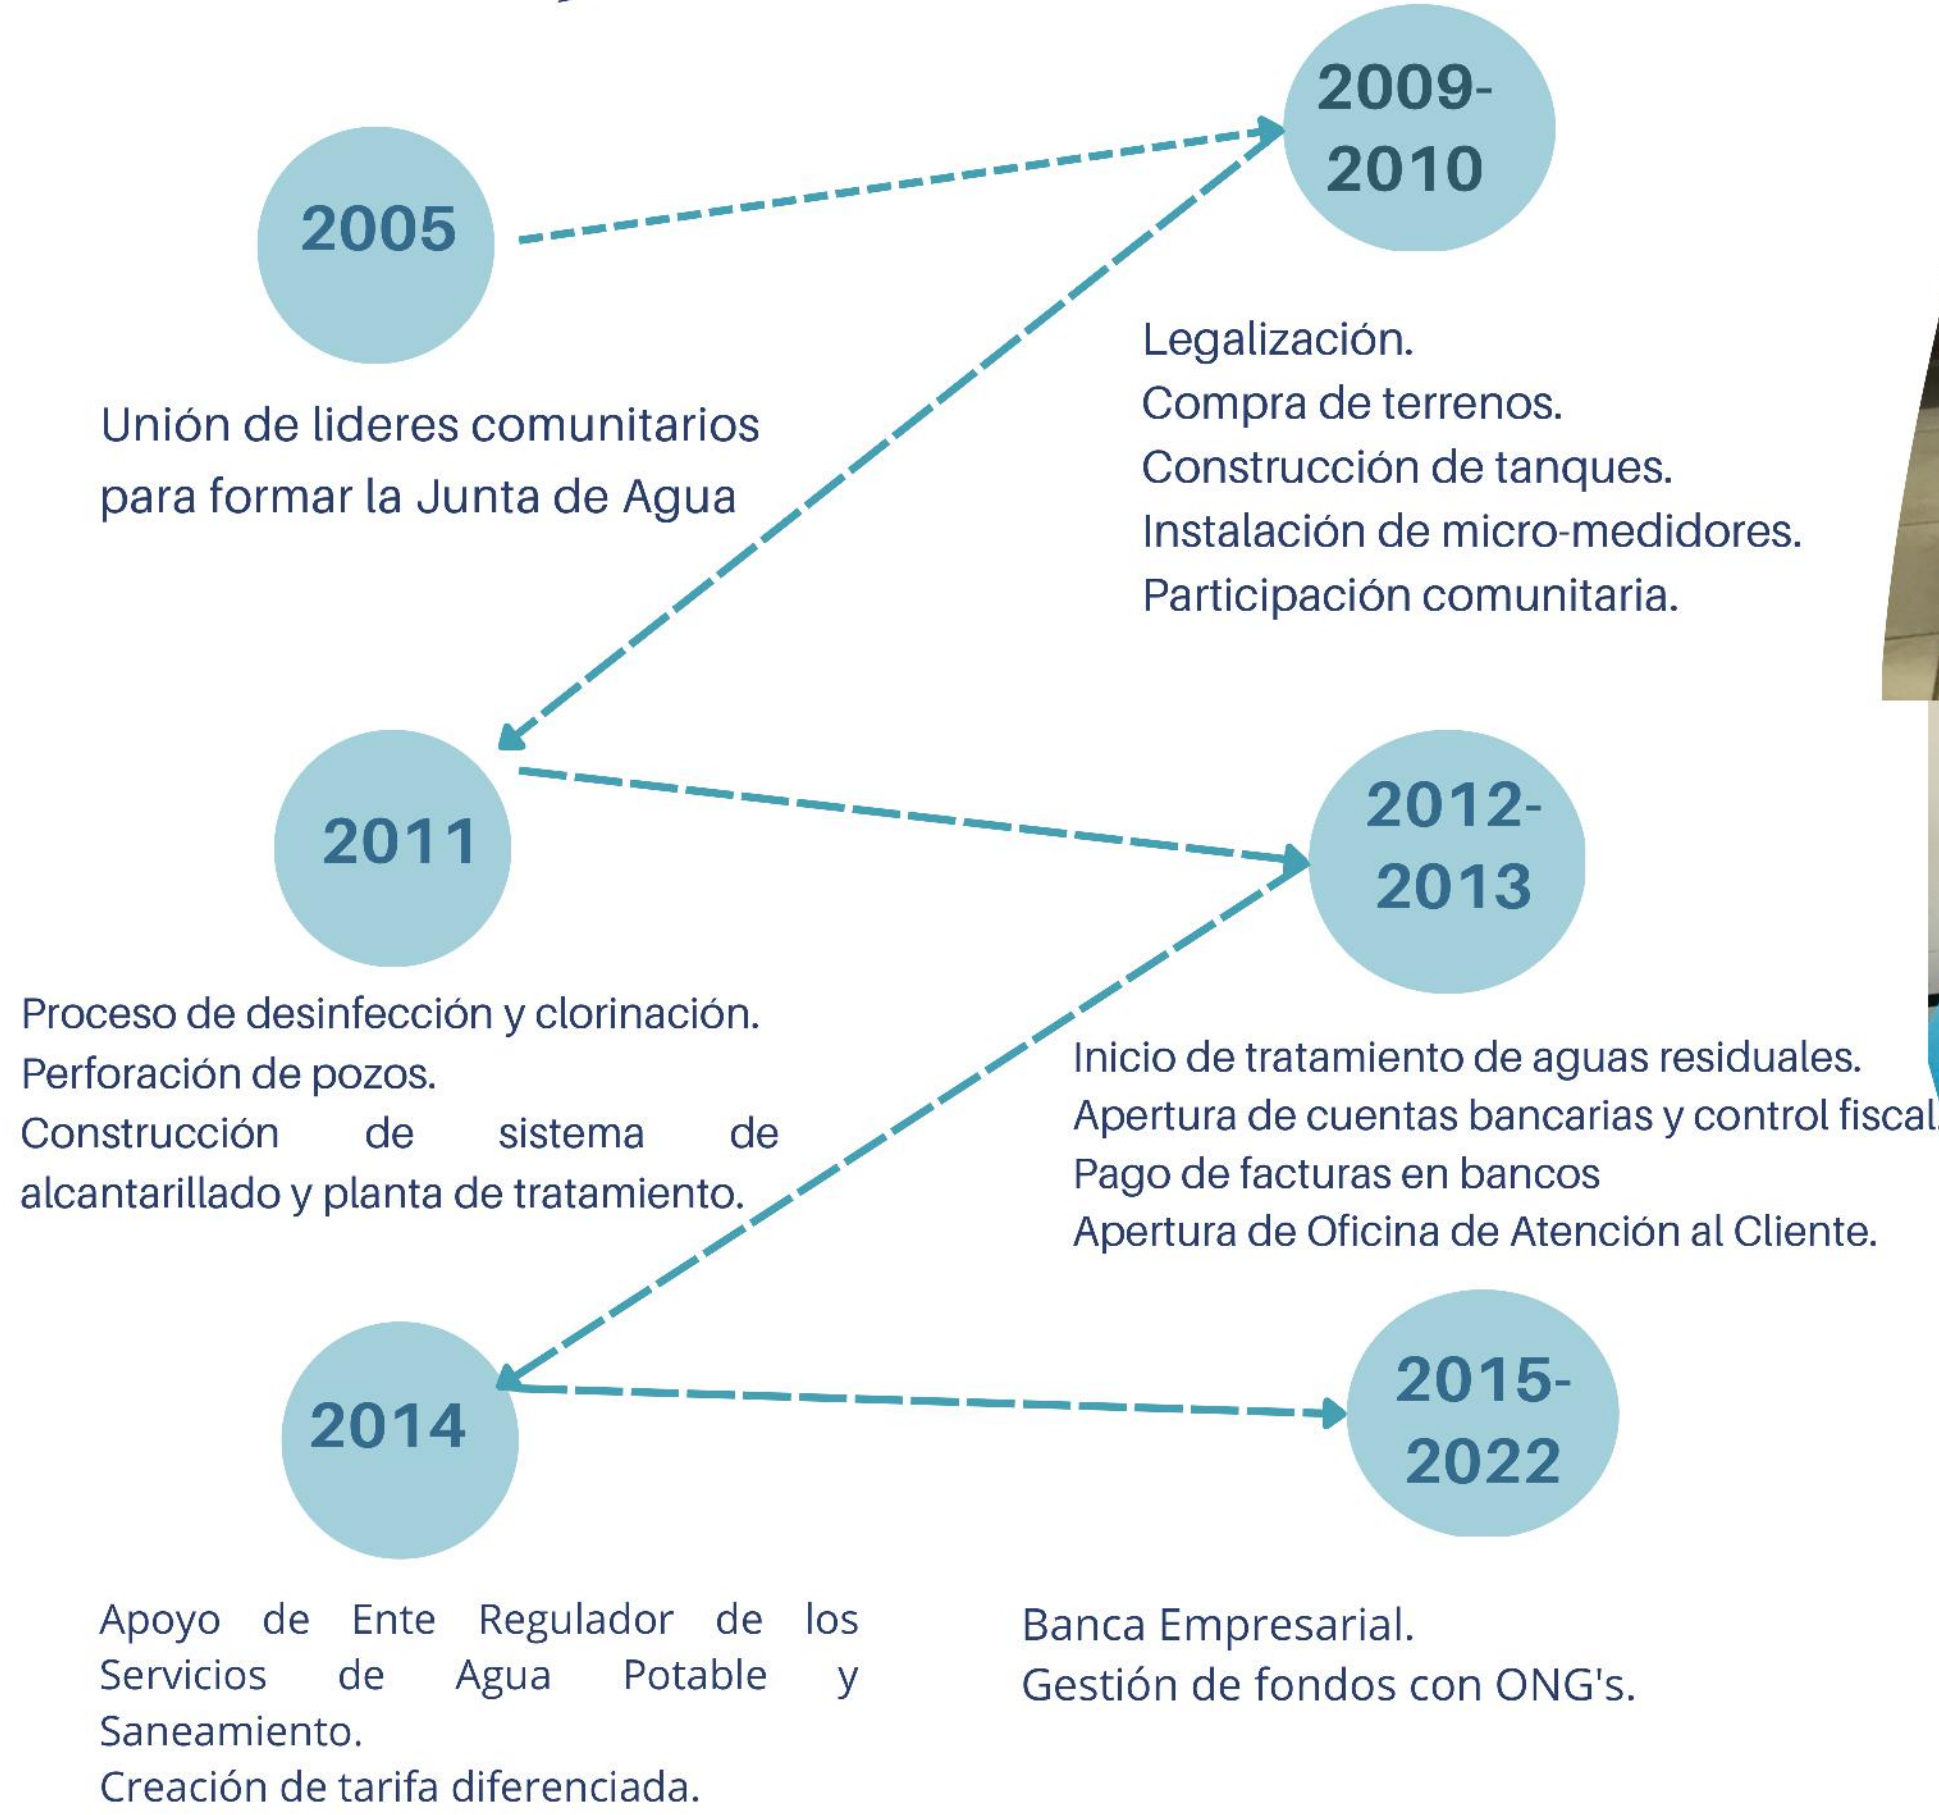 2005
Unión de lideres comunitarios
para formar la Junta de Agua
2009-
2010
Legalización.
Compra de terrenos.
Construcción de tanques.
Instalación de micro-medidores.
Participación comunitaria.
2011
Proceso de desinfección y clorinación.
Perforación de pozos.
Construcción de sistema de
alcantarillado y planta de tratamiento.
2012-
2013
Inicio de tratamiento de aguas residuales.
Apertura de cuentas bancarias y control fiscal.
Pago de facturas en bancos
Apertura de Oficina de Atención al Cliente.
2014
Apoyo de Ente Regulador de los
Servicios de Agua Potable y
Saneamiento.
Creación de tarifa diferenciada.
2015-
2022
Banca Empresarial.
Gestión de fondos con ONG's.